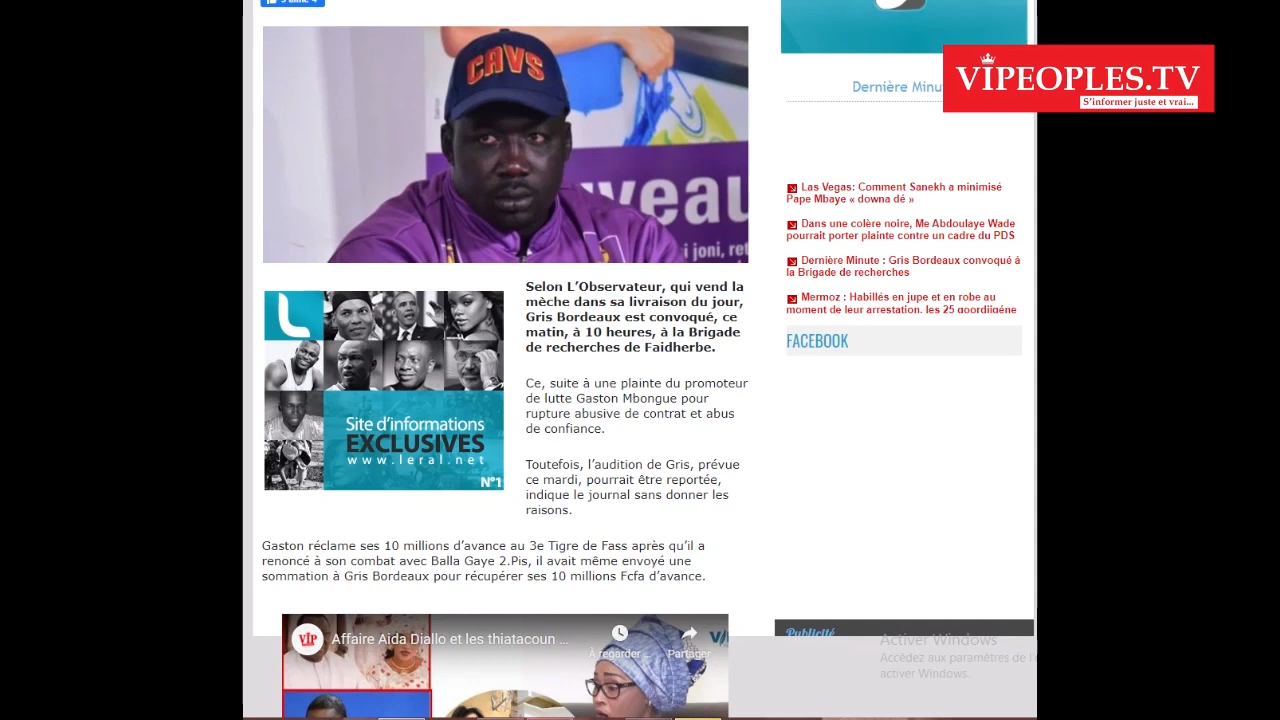 J'aime 4
CAVS
uveau
i joni, ret
VIPEOPLES.TV
S'informer juste et vrai...
Dernière Minu
Las Vegas: Comment Sanekh a minimisé
Pape Mbaye « downa dé »
Dans une colère noire, Me Abdoulaye Wade
pourrait porter plainte contre un cadre du PDS
Dernière Minute : Gris Bordeaux convoqué à
la Brigade de recherches
Mermoz : Habillés en jupe et en robe au
moment de leur arrestation, les 25 goordjigéne
FACEBOOK
Selon L’Observateur, qui vend la
mèche dans sa livraison du jour,
Gris Bordeaux est convoqué, ce
matin, à 10 heures, à la Brigade
de recherches de Faidherbe.
Ce, suite à une plainte du promoteur
de lutte Gaston Mbongue pour
rupture abusive de contrat et abus
de confiance.
Toutefois, l’audition de Gris, prévue
ce mardi, pourrait être reportée,
indique le journal sans donner les
raisons.
Site d'informations
EXCLUSIVES
www.leral.net
N°1
Gaston réclame ses 10 millions d’avance au 3e Tigre de Fass après qu’il a
renoncé à son combat avec Balla Gaye 2.Pis, il avait même envoyé une
sommation à Gris Bordeaux pour récupérer ses 10 millions Fcfa d’avance.
VIP
Affaire Aida Diallo et les thiatacoun ...
À regarder ...
Partager
Publicité
Activer Windows
Accédez aux paramètres de l'
activer Windows.